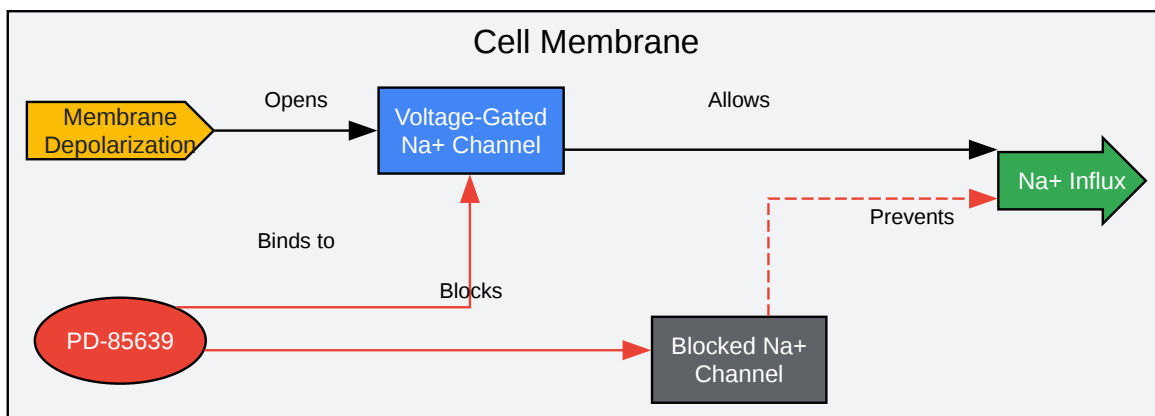 Cell Membrane
Opens
Allows
Membrane
Depolarization
Voltage-Gated
Na+ Channel
Na+ Influx
Prevents
Binds to
Blocks
PD-85639
Blocked Na+
Channel